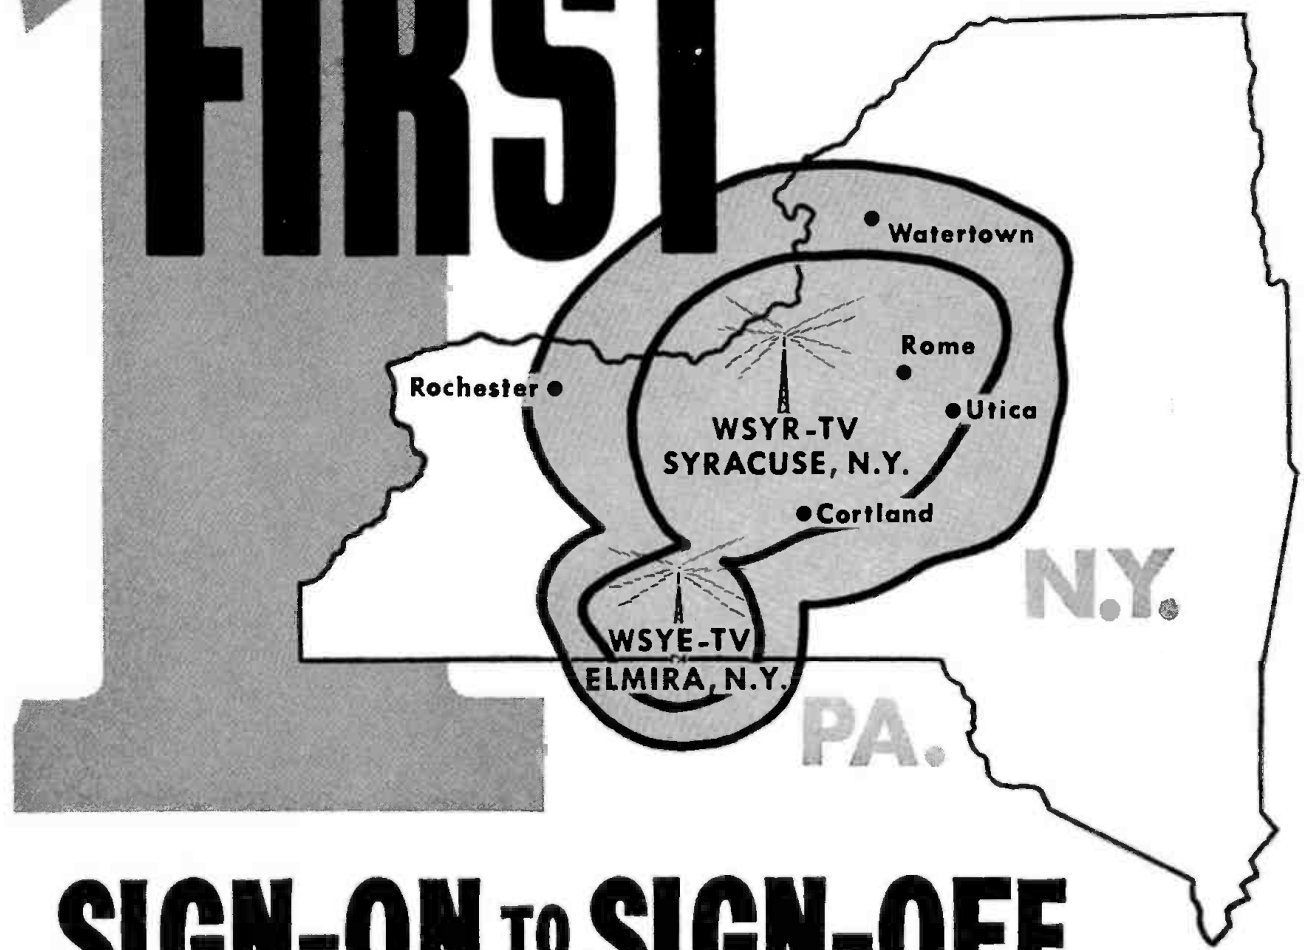 FIRST
Watertown
Rome
Rochester
Utica
WSYR-TV
SYRACUSE, N.Y.
Cortland
N.Y.
WSYE-TV
ELMIRA, N.Y.
PA.
SIGN-ON TO SIGN-OFF